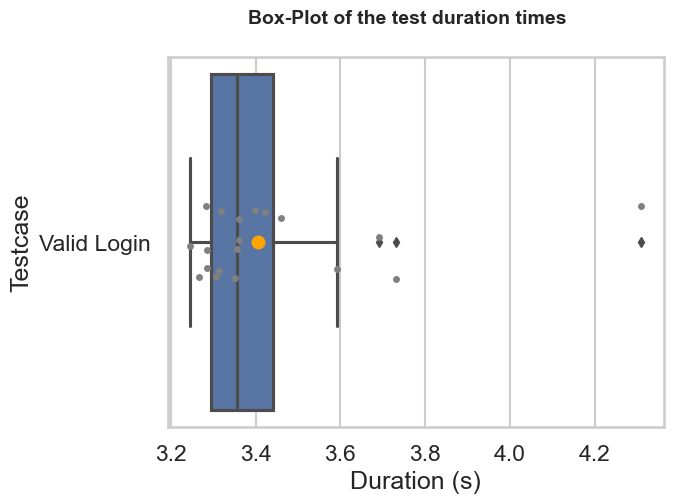 Box-Plot of the test duration times
Testcase
Valid Login
3.2 3.4 3.6 3.8 4.0 4.2
Duration (s)